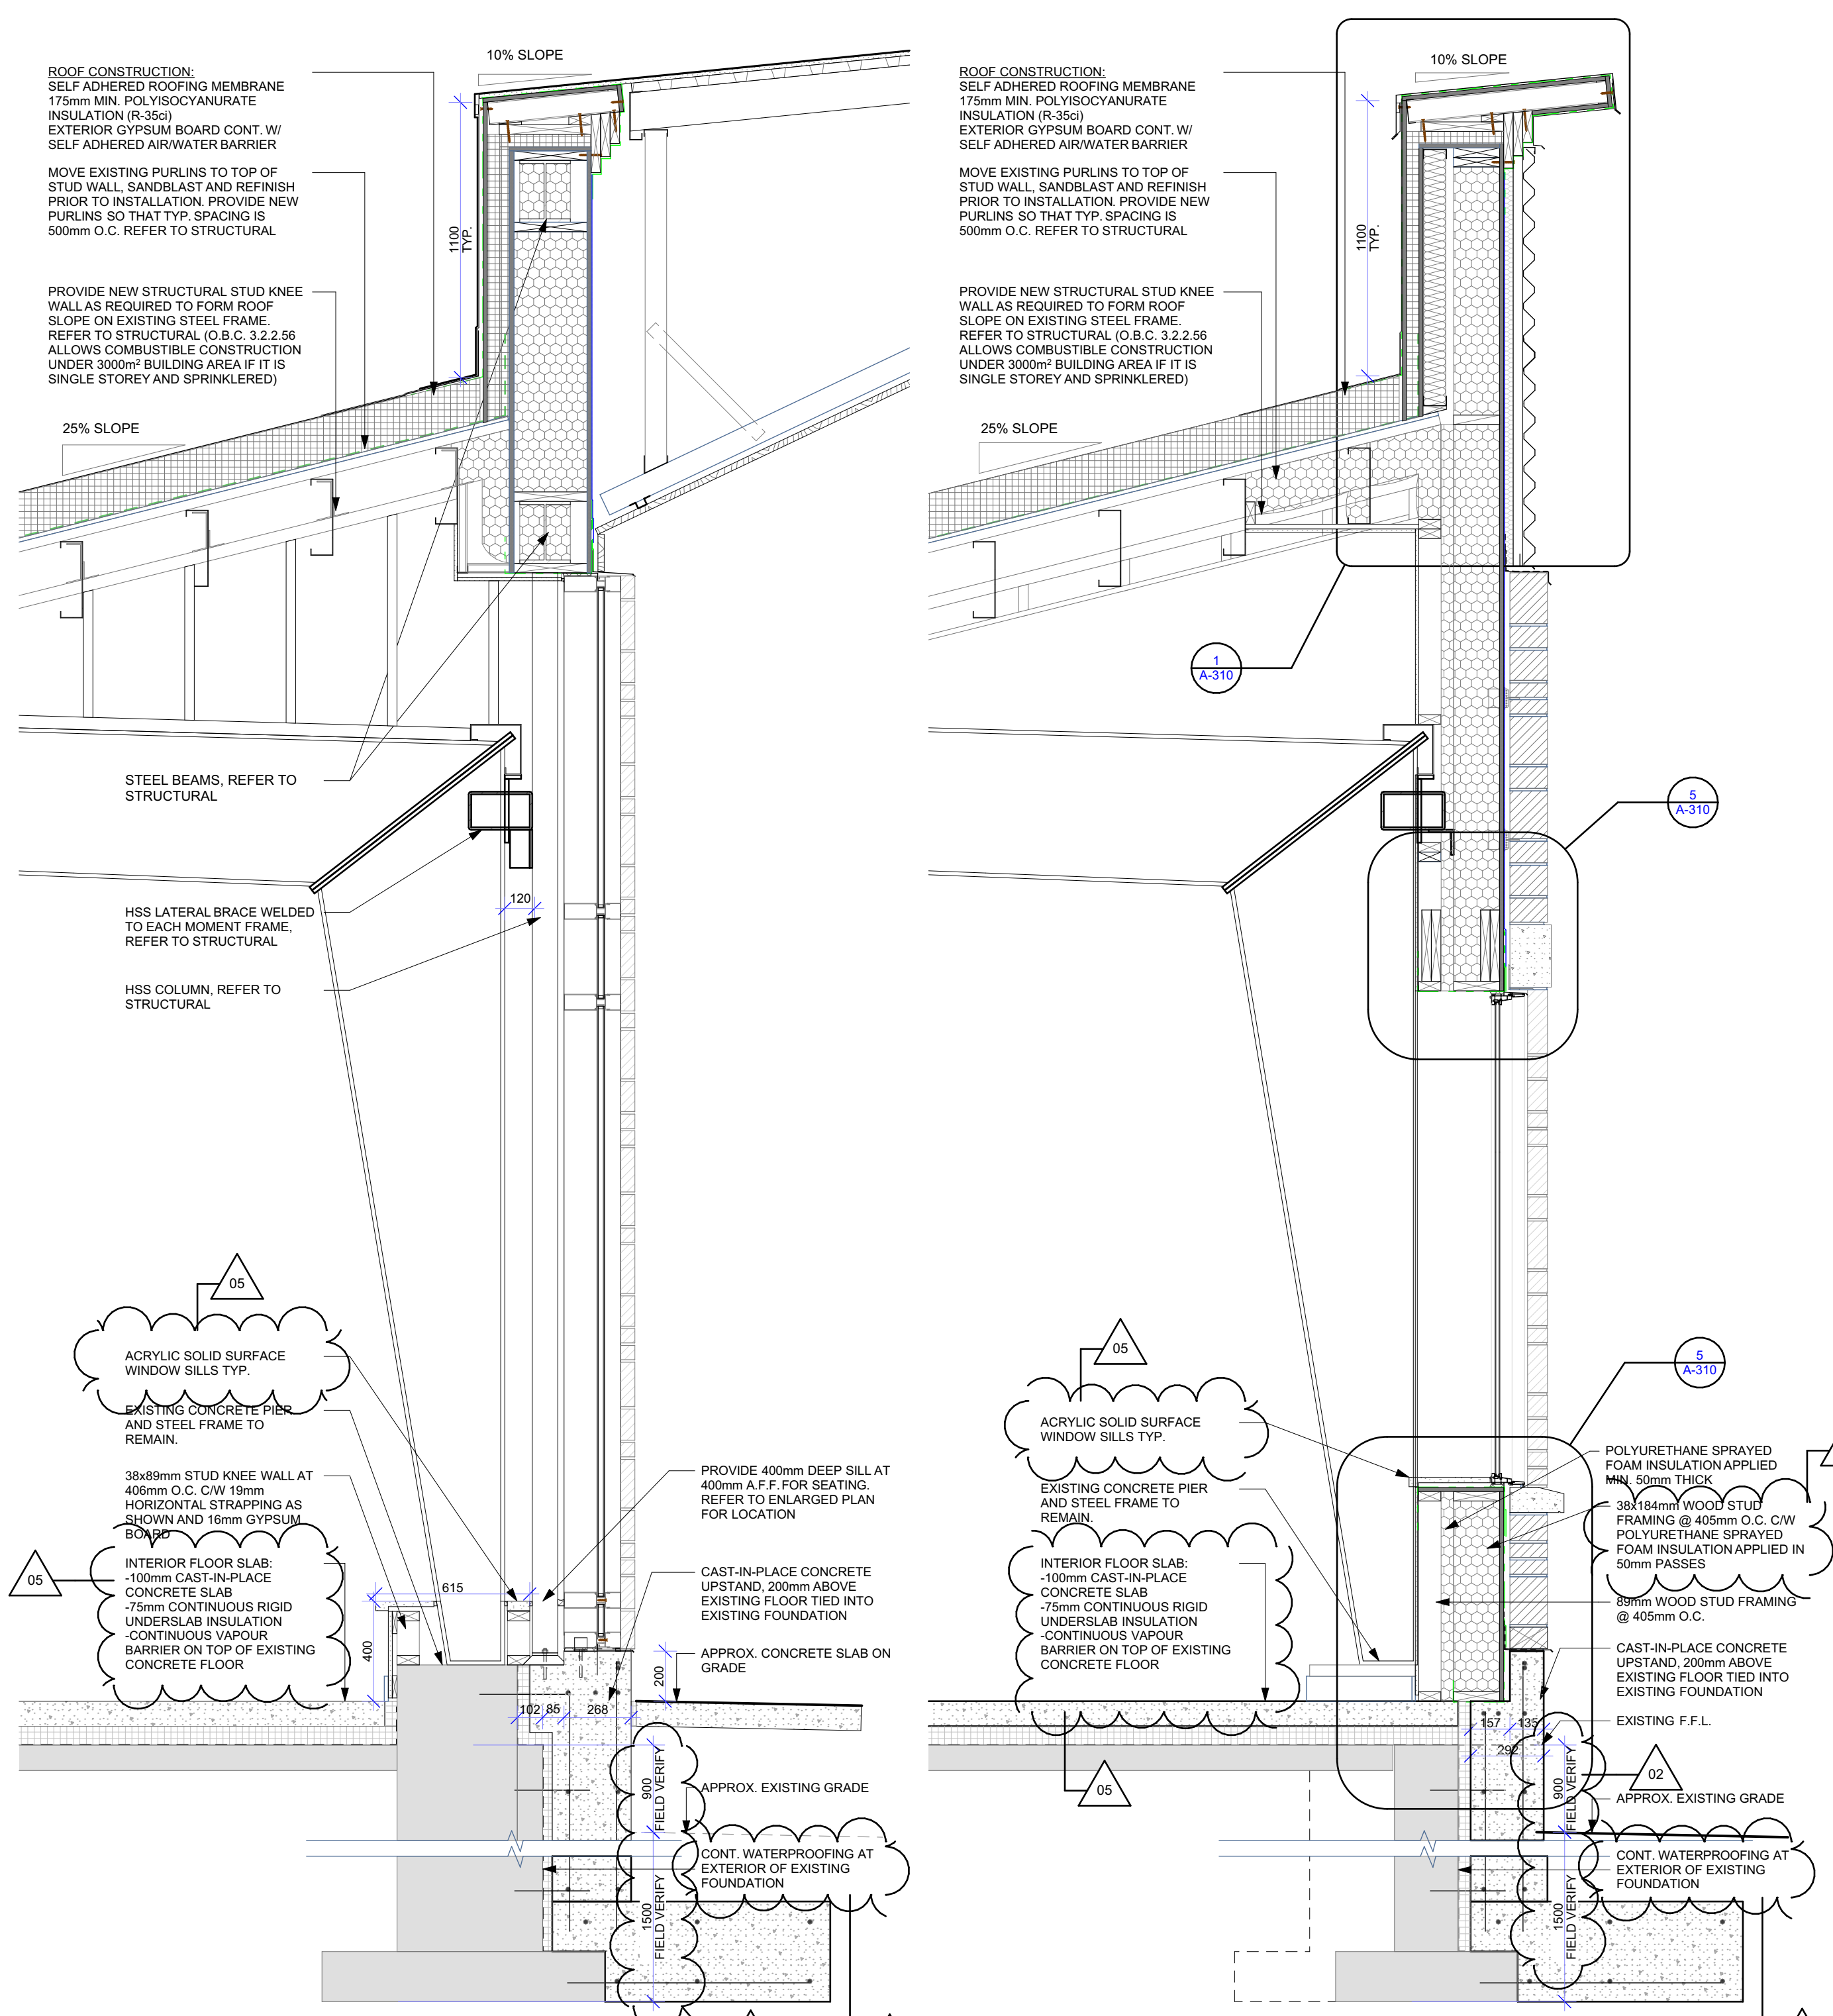 10% SLOPE
ROOF CONSTRUCTION:
SELF ADHERED ROOFING MEMBRANE
175mm MIN. POLYISOCYANURATE
INSULATION (R-35ci)
EXTERIOR GYPSUM BOARD CONT. W/
SELF ADHERED AIR/WATER BARRIER
MOVE EXISTING PURLINS TO TOP OF
STUD WALL, SANDBLAST AND REFINISH
PRIOR TO INSTALLATION. PROVIDE NEW
PURLINS SO THAT TYP. SPACING IS
500mm O.C. REFER TO STRUCTURAL
1100
TYP.
PROVIDE NEW STRUCTURAL STUD KNEE
WALL AS REQUIRED TO FORM ROOF
SLOPE ON EXISTING STEEL FRAME.
REFER TO STRUCTURAL (O.B.C. 3.2.2.56
ALLOWS COMBUSTIBLE CONSTRUCTION
UNDER 3000m² BUILDING AREA IF IT IS
SINGLE STOREY AND SPRINKLERED)
25% SLOPE
STEEL BEAMS, REFER TO
STRUCTURAL
HSS LATERAL BRACE WELDED
TO EACH MOMENT FRAME,
REFER TO STRUCTURAL
120
HSS COLUMN, REFER TO
STRUCTURAL
05
ACRYLIC SOLID SURFACE
WINDOW SILLS TYP.
EXISTING CONCRETE PIER
AND STEEL FRAME TO
REMAIN.
38x89mm STUD KNEE WALL AT
406mm O.C. C/W 19mm
HORIZONTAL STRAPPING AS
SHOWN AND 16mm GYPSUM
BOARD
05
INTERIOR FLOOR SLAB:
-100mm CAST-IN-PLACE
CONCRETE SLAB
-75mm CONTINUOUS RIGID
UNDERSLAB INSULATION
-CONTINUOUS VAPOUR
BARRIER ON TOP OF EXISTING
CONCRETE FLOOR
615
400
PROVIDE 400mm DEEP SILL AT
400mm A.F.F. FOR SEATING.
REFER TO ENLARGED PLAN
FOR LOCATION
CAST-IN-PLACE CONCRETE
UPSTAND, 200mm ABOVE
EXISTING FLOOR TIED INTO
EXISTING FOUNDATION
APPROX. CONCRETE SLAB ON
GRADE
200
102 85 268
900
FIELD VERIFY
APPROX. EXISTING GRADE
CONT. WATERPROOFING AT
EXTERIOR OF EXISTING
FOUNDATION
1500
FIELD VERIFY
10% SLOPE
ROOF CONSTRUCTION:
SELF ADHERED ROOFING MEMBRANE
175mm MIN. POLYISOCYANURATE
INSULATION (R-35ci)
EXTERIOR GYPSUM BOARD CONT. W/
SELF ADHERED AIR/WATER BARRIER
MOVE EXISTING PURLINS TO TOP OF
STUD WALL, SANDBLAST AND REFINISH
PRIOR TO INSTALLATION. PROVIDE NEW
PURLINS SO THAT TYP. SPACING IS
500mm O.C. REFER TO STRUCTURAL
1100
TYP.
PROVIDE NEW STRUCTURAL STUD KNEE
WALL AS REQUIRED TO FORM ROOF
SLOPE ON EXISTING STEEL FRAME.
REFER TO STRUCTURAL (O.B.C. 3.2.2.56
ALLOWS COMBUSTIBLE CONSTRUCTION
UNDER 3000m² BUILDING AREA IF IT IS
SINGLE STOREY AND SPRINKLERED)
25% SLOPE
1
A-310
5
A-310
05
ACRYLIC SOLID SURFACE
WINDOW SILLS TYP.
EXISTING CONCRETE PIER
AND STEEL FRAME TO
REMAIN.
INTERIOR FLOOR SLAB:
-100mm CAST-IN-PLACE
CONCRETE SLAB
-75mm CONTINUOUS RIGID
UNDERSLAB INSULATION
-CONTINUOUS VAPOUR
BARRIER ON TOP OF EXISTING
CONCRETE FLOOR
05
5
A-310
POLYURETHANE SPRAYED
FOAM INSULATION APPLIED
MIN. 50mm THICK
38x184mm WOOD STUD
FRAMING @ 405mm O.C. C/W
POLYURETHANE SPRAYED
FOAM INSULATION APPLIED IN
50mm PASSES
89mm WOOD STUD FRAMING
@ 405mm O.C.
CAST-IN-PLACE CONCRETE
UPSTAND, 200mm ABOVE
EXISTING FLOOR TIED INTO
EXISTING FOUNDATION
EXISTING F.F.L.
157 135
292
02
900
FIELD VERIFY
APPROX. EXISTING GRADE
CONT. WATERPROOFING AT
EXTERIOR OF EXISTING
FOUNDATION
1500
FIELD VERIFY